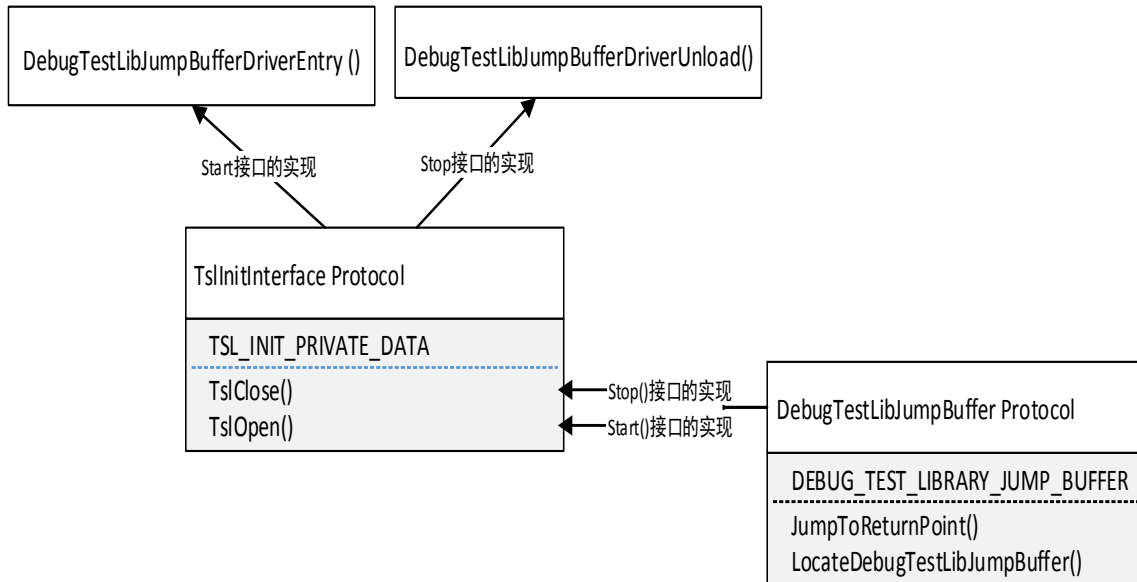 DebugTestLibJumpBufferDriverEntry ()
DebugTestLibJumpBufferDriverUnload()
Start接口的实现
Stop接口的实现
TslInitInterface Protocol
TSL_INIT_PRIVATE_DATA
TslClose()
TslOpen()
Stop()接口的实现
Start()接口的实现
DebugTestLibJumpBuffer Protocol
DEBUG_TEST_LIBRARY_JUMP_BUFFER
JumpToReturnPoint()
LocateDebugTestLibJumpBuffer()